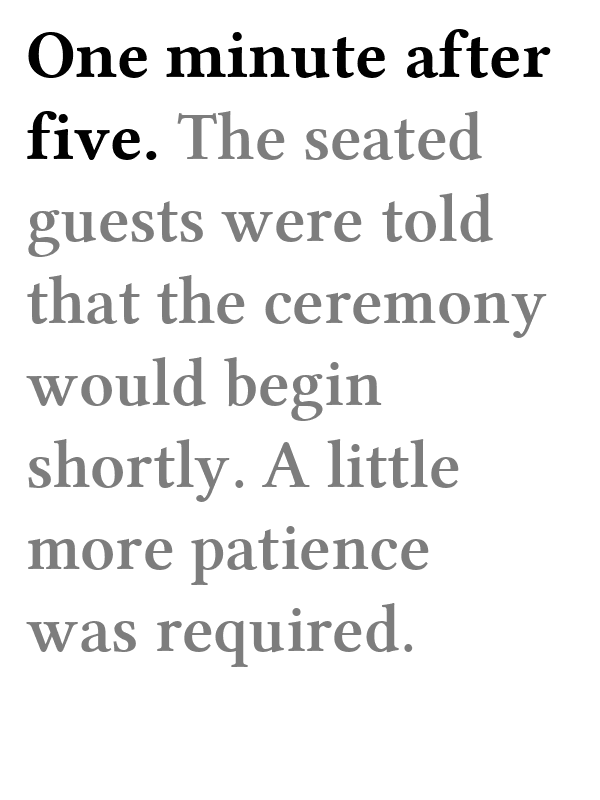 One minute after
five. The seated
guests were told
that the ceremony
would begin
shortly. A little
more patience
was required.